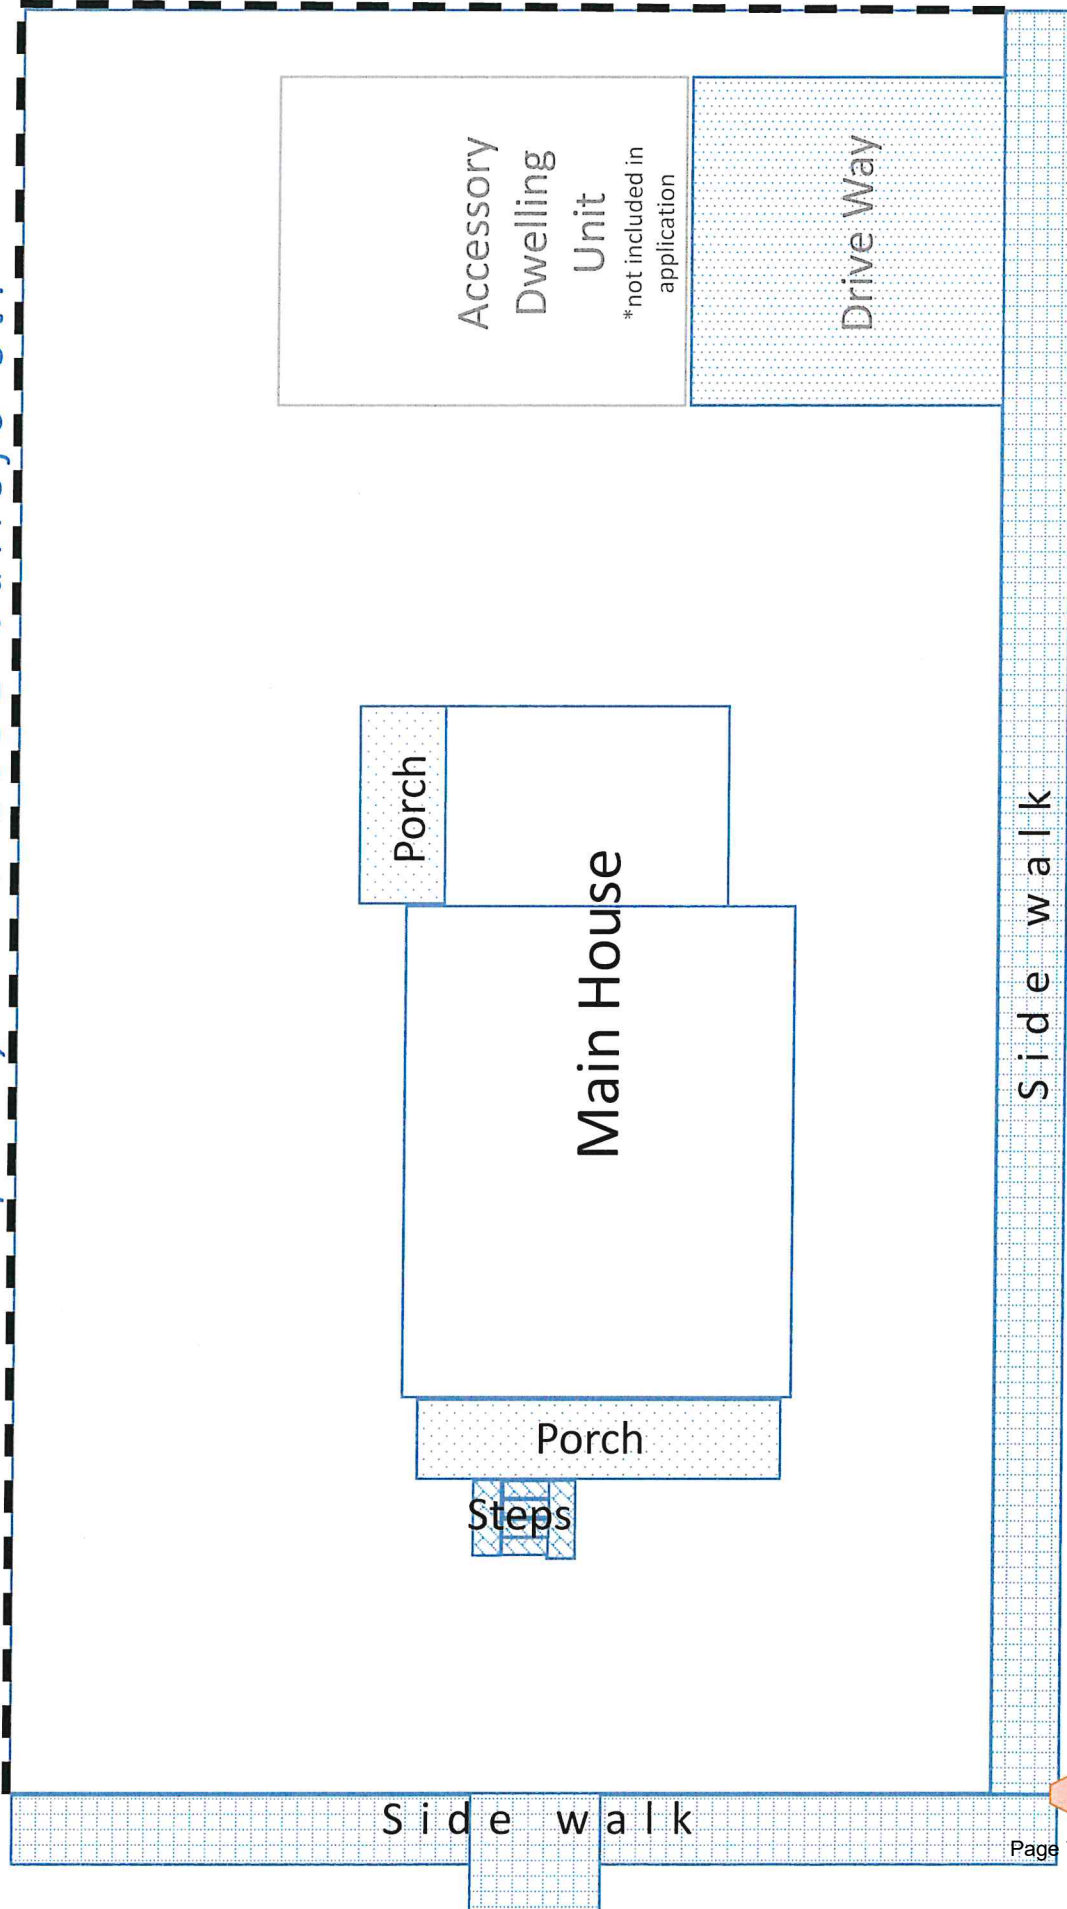 Accessory
Dwelling
Unit
*not included in
application
Drive Way
Porch
Main House
Side walk
Porch
Steps
Side walk
Page